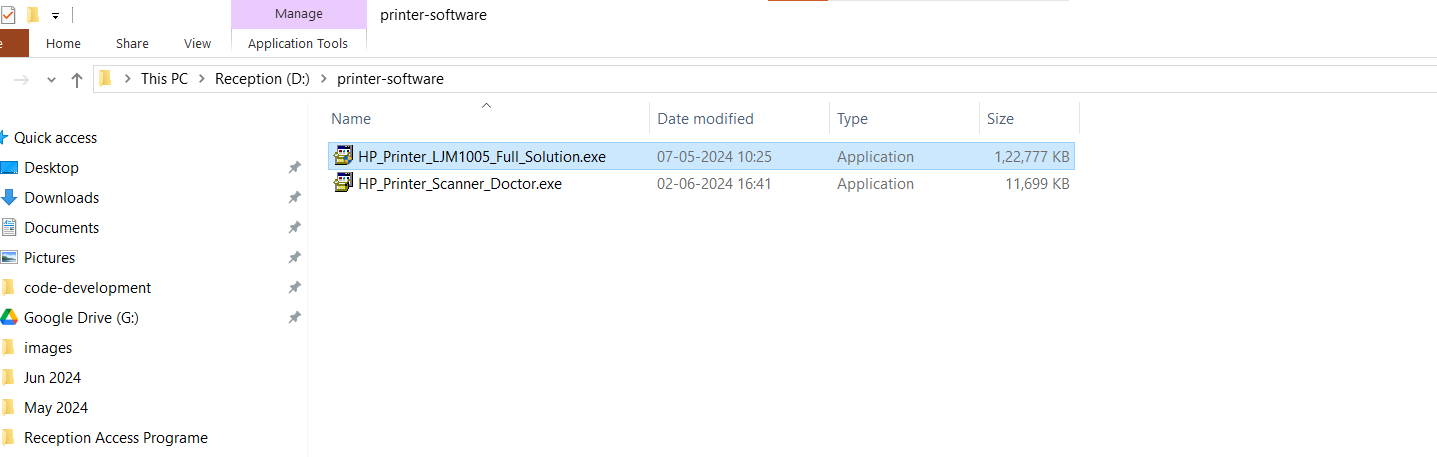 Manage
printer-software
Home Share View Application Tools
This PC > Reception (D:) > printer-software
Name Date modified Type Size
Quick access
Desktop
Downloads
Documents
Pictures
code-development
Google Drive (G:)
images
Jun 2024
May 2024
Reception Access Programe
HP_Printer_LJM1005_Full_Solution.exe 07-05-2024 10:25 Application 1,22,777 KB
HP_Printer_Scanner_Doctor.exe 02-06-2024 16:41 Application 11,699 KB